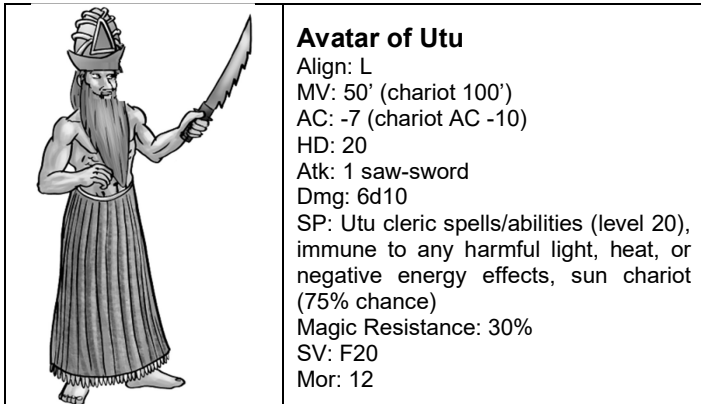 Avatar of Utu
Align: L
MV: 50’ (chariot 100’)
AC: -7 (chariot AC -10)
HD: 20
Atk: 1 saw-sword
Dmg: 6d10
SP: Utu cleric spells/abilities (level 20),
immune to any harmful light, heat, or
negative energy effects, sun chariot
(75% chance)
Magic Resistance: 30%
SV: F20
Mor: 12